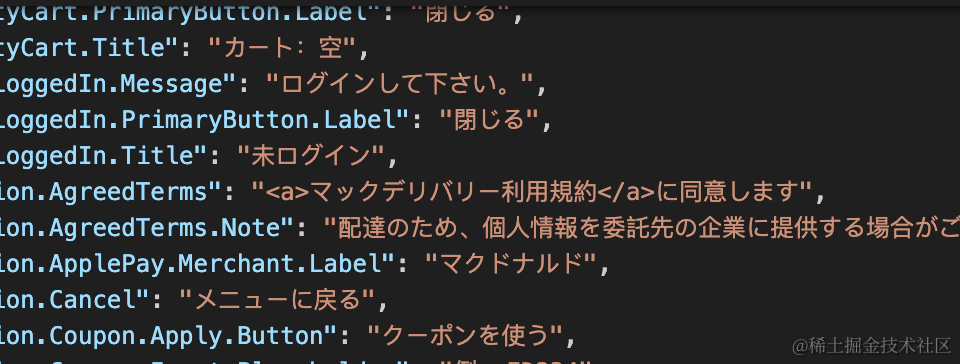 tyCart.PrimaryButton.Label": "閉じる",
tyCart.Title": "カート: 空",
LoggedIn.Message": "ログインして下さい。",
LoggedIn.PrimaryButton.Label": "閉じる",
LoggedIn.Title": "未ログイン",
ion.AgreedTerms": "<a>マックデリバリー利用規約</a>に同意します",
ion.AgreedTerms.Note": "配達のため、個人情報を委託先の企業に提供する場合がご
ion.ApplePay.Merchant.Label": "マクドナルド",
ion.Cancel": "メニューに戻る",
ion.Coupon.Apply.Button": "クーポンを使う",
@稀土掘金技术社区